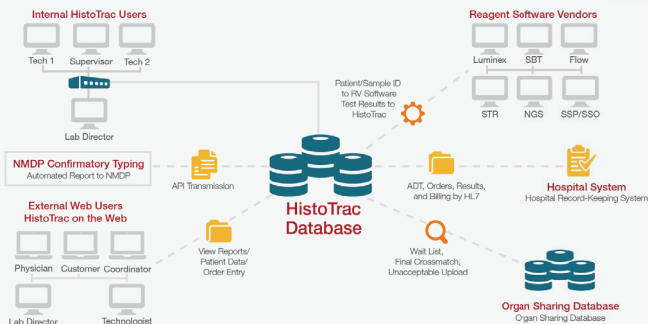 Internal HistoTrac Users
Tech 1
Supervisor
Tech 2
Lab Director
Reagent Software Vendors
Luminex
SBT
Flow
STR
NGS
SSP/SSO
Patient/Sample ID
to RV Software
Test Results to
HistoTrac
NMDP Confirmatory Typing
Automated Report to NMDP
API Transmission
HistoTrac
Database
ADT, Orders, Results,
and Billing by HL7
Hospital System
Hospital Record-Keeping System
External Web Users
HistoTrac on the Web
Physician
Customer
Coordinator
Lab Director
Technologist
View Reports/
Patient Data/
Order Entry
Wait List,
Final Crossmatch,
Unacceptable Upload
Organ Sharing Database
Organ Sharing Database